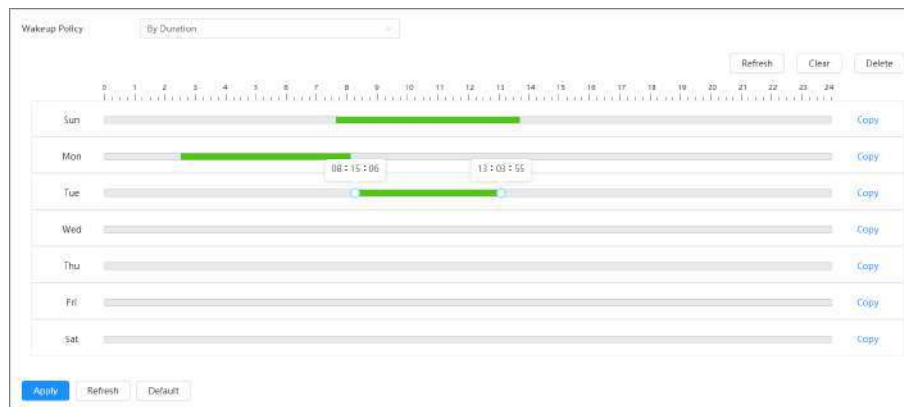 Wakeup Policy By Duration
Refresh Clear Delete
0 1 2 3 4 5 6 7 8 9 10 11 12 13 14 15 16 17 18 19 20 21 22 23 24
Sun Copy
Mon Copy
08:15:06 13:03:55
Tue Copy
Wed Copy
Thu Copy
Fri Copy
Sat Copy
Apply Refresh Default